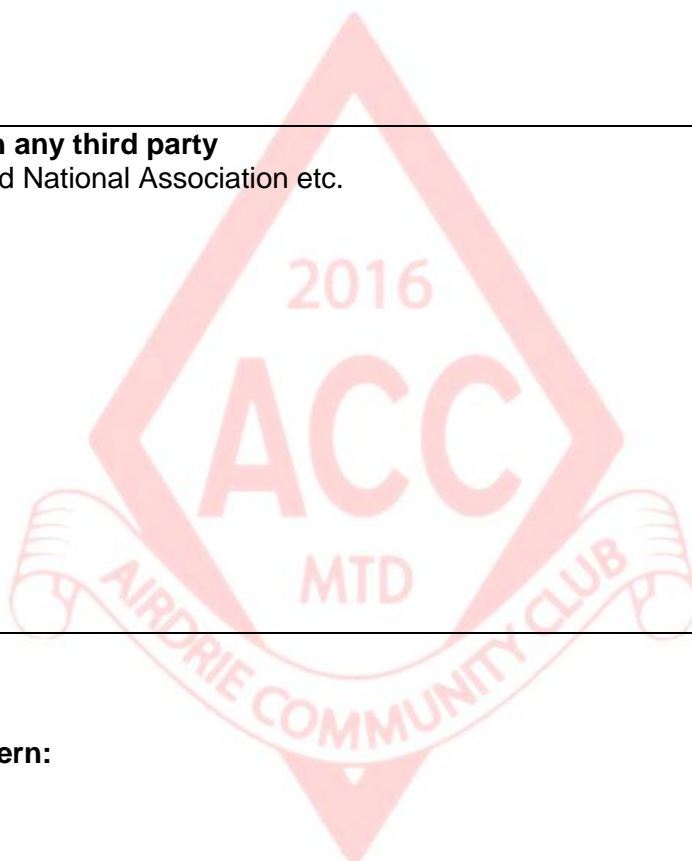 n any third party
d National Association etc.
2016
ACC
MTD
AIRDRIE COMMUNITY CLUB
ern: